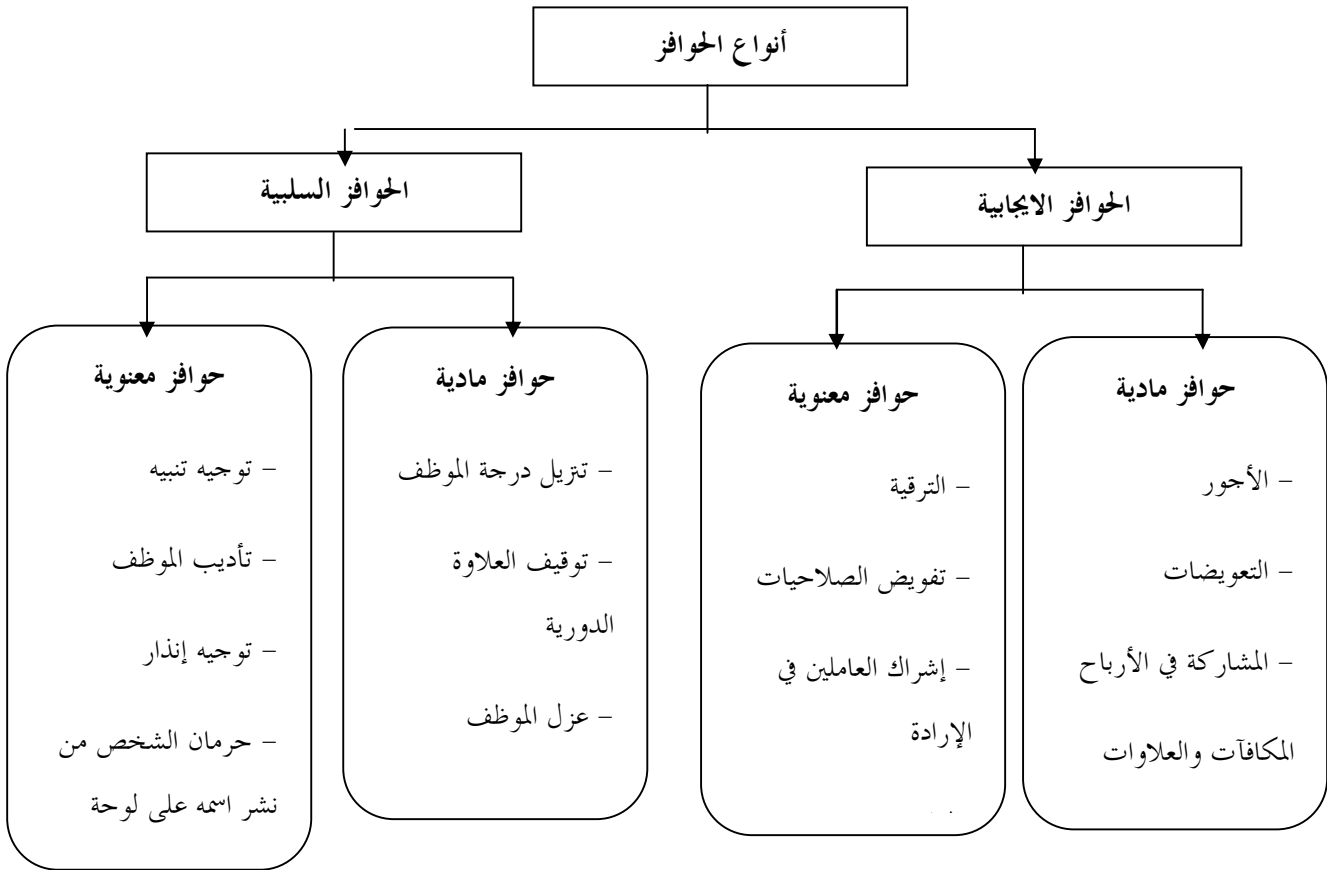 أنواع الحوافز
الحوافز الايجابية
الحوافز السلبية
حوافز مادية
– الأجور
– التعويضات
– المشاركة في الأرباح
المكافآت والعلاوات
حوافز معنوية
– الترقية
– تفويض الصلاحيات
– إشراك العاملين في
الإرادة
حوافز مادية
– تنزيل درجة الموظف
– توقيف العلاوة
الدورية
– عزل الموظف
حوافز معنوية
– توجيه تنبيه
– تأديب الموظف
– توجيه إنذار
– حرمان الشخص من
نشر اسمه على لوحة